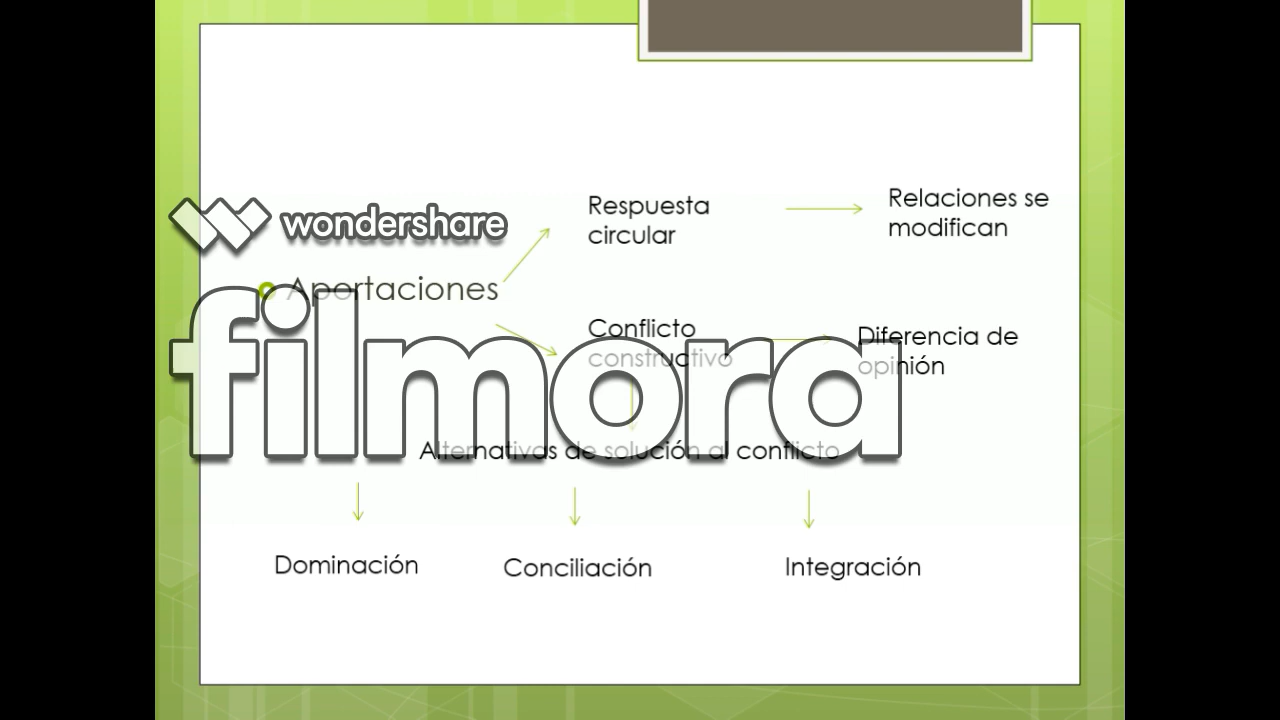 Respuesta
circular
Relaciones se
modifican
wondershare
Aportaciones
filmora
Conflicto
constructivo
Diferencia de
opinión
Alternativas de solución al conflicto
Dominación
Conciliación
Integración